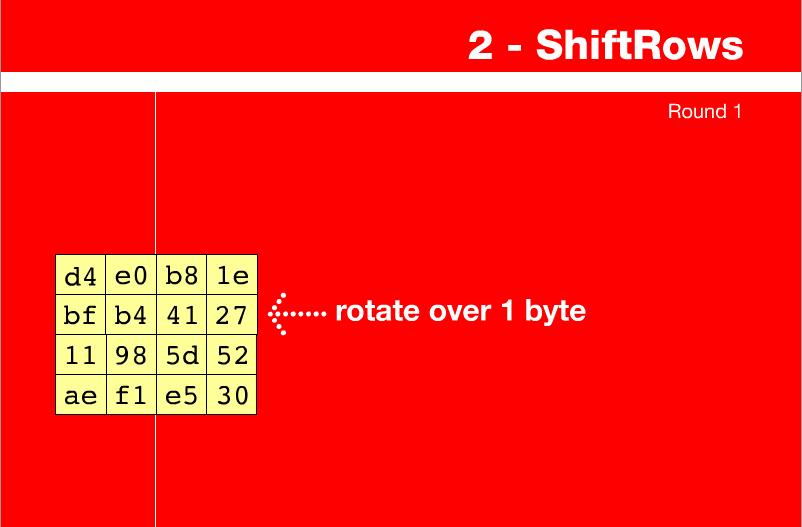 2 - ShiftRows
Round 1
d4 e0 b8 1e
bf b4 41 27
rotate over 1 byte
11 98 5d 52
ae f1 e5 30